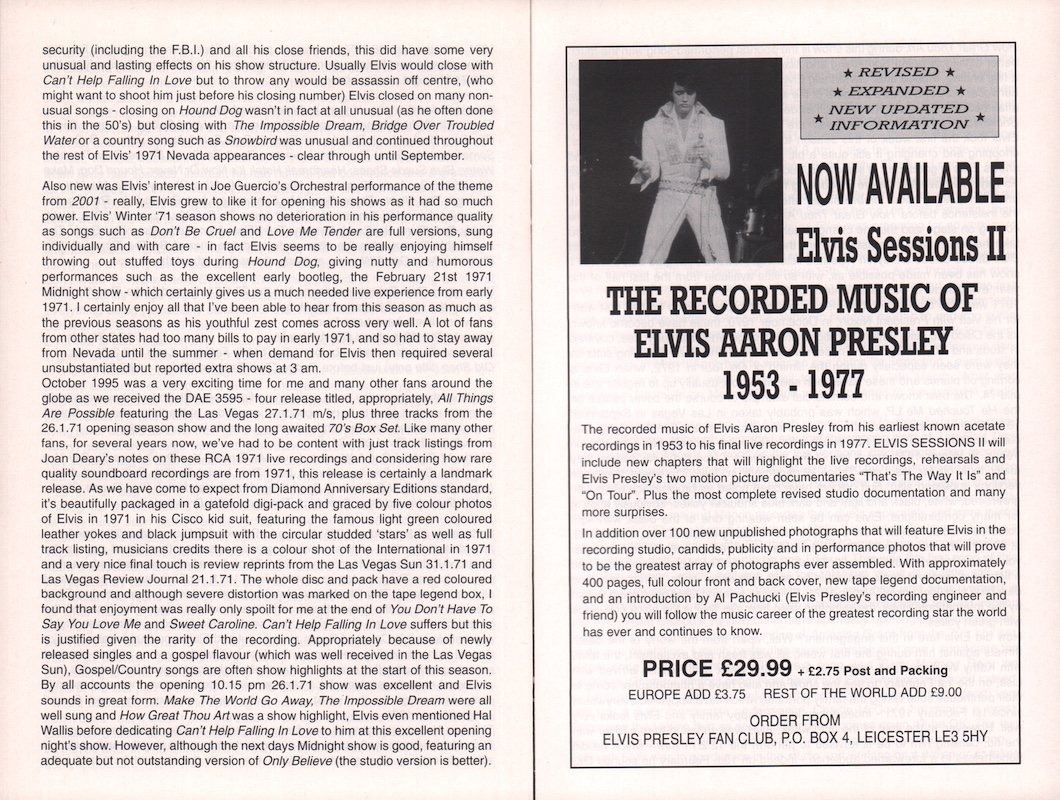 security (including the F.B.I.) and all his close friends, this did have some very
unusual and lasting effects on his show structure. Usually Elvis would close with
Can't Help Falling In Love but to throw any would be assassin off centre, (who
might want to shoot him just before his closing number) Elvis closed on many non-
usual songs - closing on Hound Dog wasn't in fact at all unusual (as he often done
this in the 50's) but closing with The Impossible Dream, Bridge Over Troubled
Water or a country song such as Snowbird was unusual and continued throughout
the rest of Elvis' 1971 Nevada appearances - clear through until September.
Also new was Elvis' interest in Joe Guercio's Orchestral performance of the theme
from 2001 - really, Elvis grew to like it for opening his shows as it had so much
power. Elvis' Winter '71 season shows no deterioration in his performance quality
as songs such as Don't Be Cruel and Love Me Tender are full versions, sung
individually and with care - in fact Elvis seems to be really enjoying himself
throwing out stuffed toys during Hound Dog, giving nutty and humorous
performances such as the excellent early bootleg, the February 21st 1971
Midnight show - which certainly gives us a much needed live experience from early
1971. I certainly enjoy all that I've been able to hear from this season as much as
the previous seasons as his youthful zest comes across very well. A lot of fans
from other states had too many bills to pay in early 1971, and so had to stay away
from Nevada until the summer - when demand for Elvis then required several
unsubstantiated but reported extra shows at 3 am.
October 1995 was a very exciting time for me and many other fans around the
globe as we received the DAE 3595 - four release titled, appropriately, All Things
Are Possible featuring the Las Vegas 27.1.71 m/s, plus three tracks from the
26.1.71 opening season show and the long awaited 70's Box Set. Like many other
fans, for several years now, we've had to be content with just track listings from
Joan Deary's notes on these RCA 1971 live recordings and considering how rare
quality soundboard recordings are from 1971, this release is certainly a landmark
release. As we have come to expect from Diamond Anniversary Editions standard,
it's beautifully packaged in a gatefold digi-pack and graced by five colour photos
of Elvis in 1971 in his Cisco kid suit, featuring the famous light green coloured
leather yokes and black jumpsuit with the circular studded 'stars' as well as full
track listing, musicians credits there is a colour shot of the International in 1971
and a very nice final touch is review reprints from the Las Vegas Sun 31.1.71 and
Las Vegas Review Journal 21.1.71. The whole disc and pack have a red coloured
background and although severe distortion was marked on the tape legend box, I
found that enjoyment was really only spoilt for me at the end of You Don't Have To
Say You Love Me and Sweet Caroline. Can't Help Falling In Love suffers but this
is justified given the rarity of the recording. Appropriately because of newly
released singles and a gospel flavour (which was well received in the Las Vegas
Sun), Gospel/Country songs are often show highlights at the start of this season.
By all accounts the opening 10.15 pm 26.1.71 show was excellent and Elvis
sounds in great form. Make The World Go Away, The Impossible Dream were all
well sung and How Great Thou Art was a show highlight, Elvis even mentioned Hal
Wallis before dedicating Can't Help Falling In Love to him at this excellent opening
night's show. However, although the next days Midnight show is good, featuring an
adequate but not outstanding version of Only Believe (the studio version is better).
★ REVISED ★
★ EXPANDED ★
★ NEW UPDATED
INFORMATION ★
NOW AVAILABLE
Elvis Sessions II
THE RECORDED MUSIC OF
ELVIS AARON PRESLEY
1953 - 1977
The recorded music of Elvis Aaron Presley from his earliest known acetate
recordings in 1953 to his final live recordings in 1977. ELVIS SESSIONS II will
include new chapters that will highlight the live recordings, rehearsals and
Elvis Presley's two motion picture documentaries "That's The Way It Is" and
"On Tour". Plus the most complete revised studio documentation and many
more surprises.
In addition over 100 new unpublished photographs that will feature Elvis in the
recording studio, candids, publicity and in performance photos that will prove
to be the greatest array of photographs ever assembled. With approximately
400 pages, full colour front and back cover, new tape legend documentation,
and an introduction by Al Pachucki (Elvis Presley's recording engineer and
friend) you will follow the music career of the greatest recording star the world
has ever and continues to know.
PRICE £29.99 + £2.75 Post and Packing
EUROPE ADD £3.75 REST OF THE WORLD ADD £9.00
ORDER FROM
ELVIS PRESLEY FAN CLUB, P.O. BOX 4, LEICESTER LE3 5HY